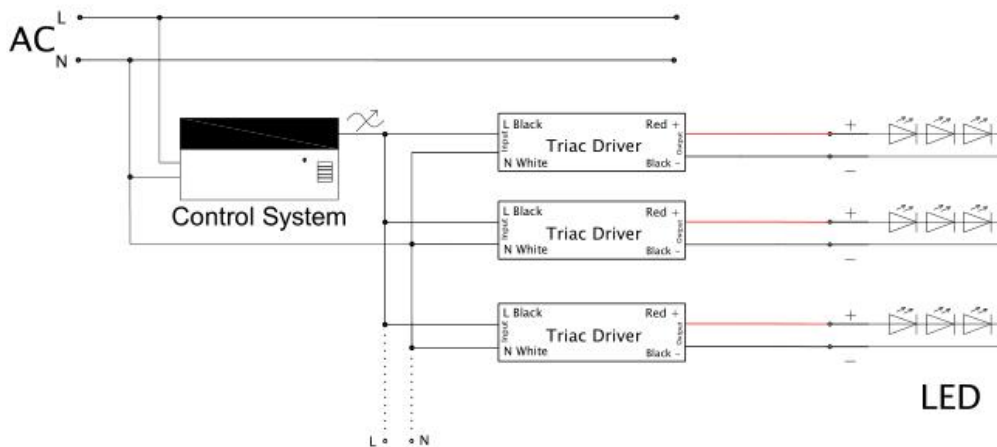 L
AC
N
Control System
L Black
Red +
Input
Triac Driver
Output
N White
Black -
+
−
L Black
Red +
Input
Triac Driver
Output
N White
Black -
+
−
L Black
Red +
Input
Triac Driver
Output
N White
Black -
+
−
LED
L
N